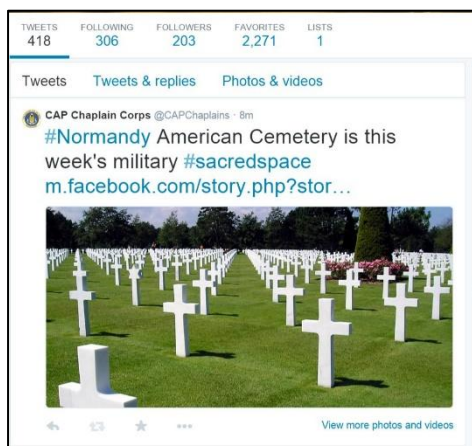 TWEETS FOLLOWING FOLLOWERS FAVORITES LISTS
418 306 203 2,271 1
Tweets Tweets & replies Photos & videos
CAP Chaplain Corps @CAPChaplains · 8m
#Normandy American Cemetery is this
week's military #sacredspace
m.facebook.com/story.php?stor...
View more photos and videos